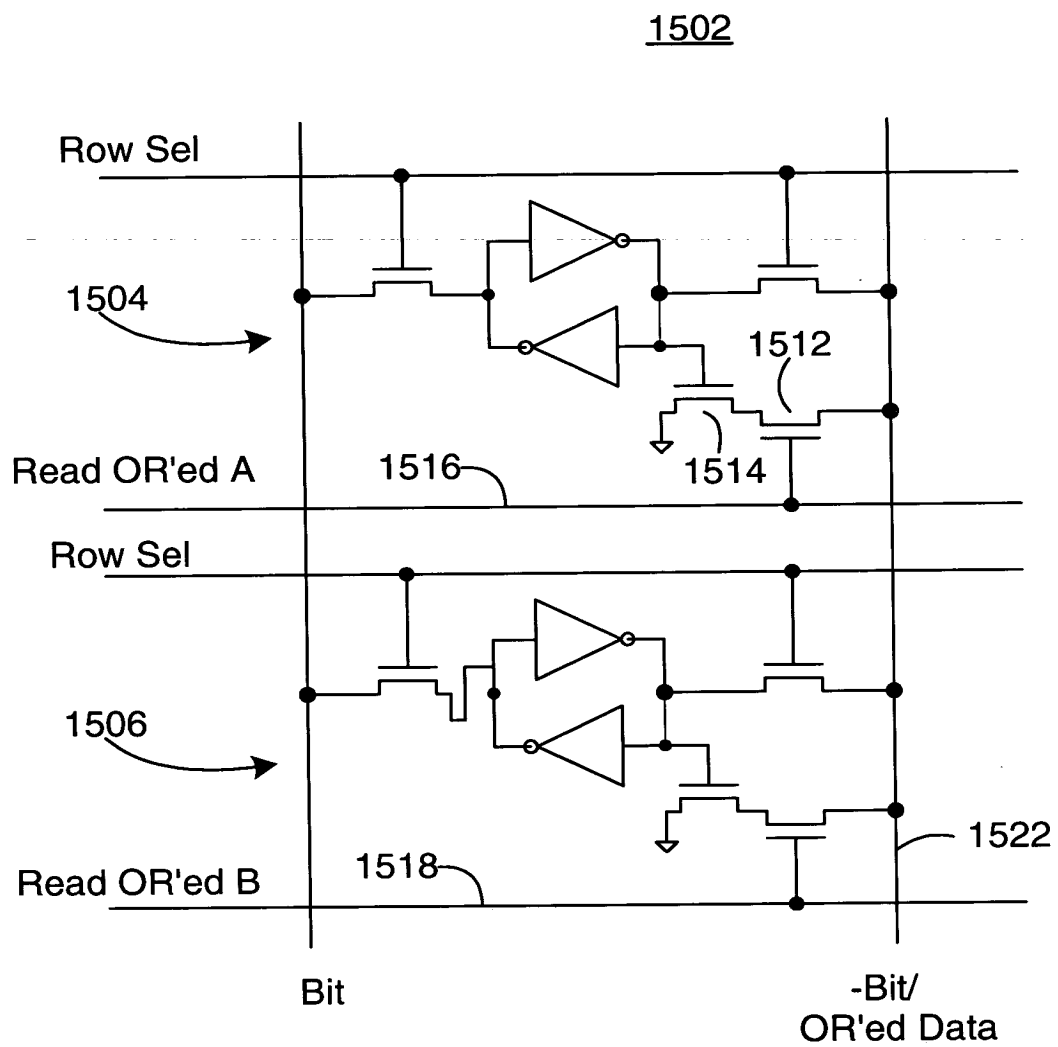 1502
Row Sel
1504
1512
1514
Read OR'ed A
1516
Row Sel
1506
1522
1518
Read OR'ed B
Bit
-Bit/
OR'ed Data